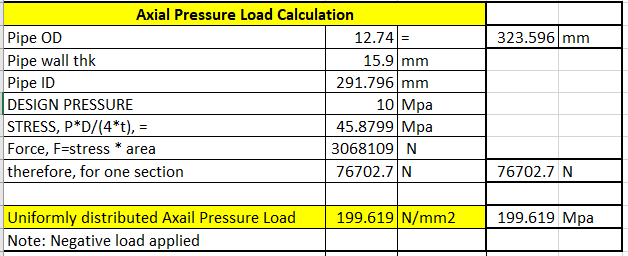 Axial Pressure Load Calculation
Pipe OD 12.74 = 323.596 mm
Pipe wall thk 15.9 mm
Pipe ID 291.796 mm
DESIGN PRESSURE 10 Mpa
STRESS, P*D/(4*t), = 45.8799 Mpa
Force, F=stress * area 3068109 N
therefore, for one section 76702.7 N 76702.7 N
Uniformly distributed Axail Pressure Load 199.619 N/mm2 199.619 Mpa
Note: Negative load applied